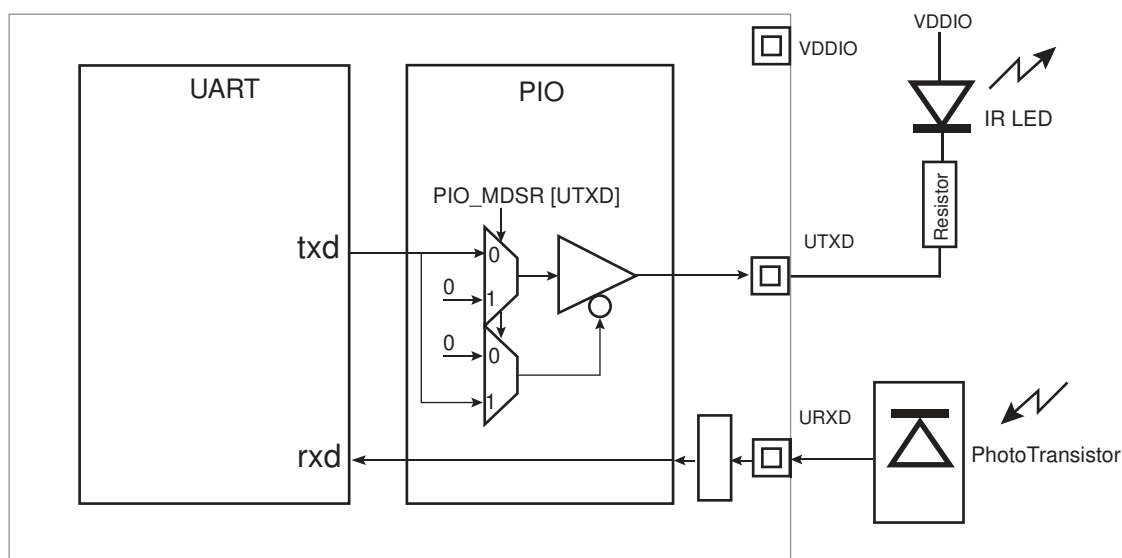 VDDIO
VDDIO
UART
PIO
IR LED
PIO_MDSR [UTXD]
Resistor
txd
0
UTXD
0
1
0
0
1
URXD
rxd
PhotoTransistor